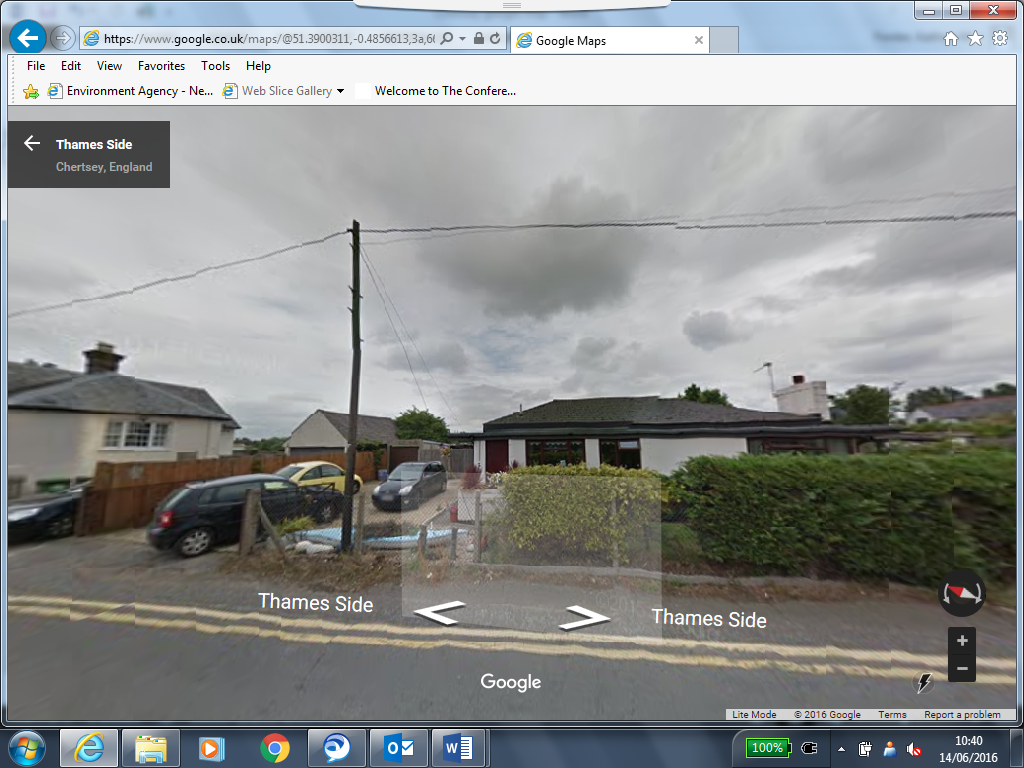 https://www.google.co.uk/maps/@51.3900311,-0.4856613,3a,6
Google Maps
File Edit View Favorites Tools Help
Environment Agency - Ne... Web Slice Gallery Welcome to The Confere...
Thames Side
Chertsey, England
Thames Side
Thames Side
Google
Lite Mode © 2016 Google Terms Report a problem
100%
10:40
14/06/2016